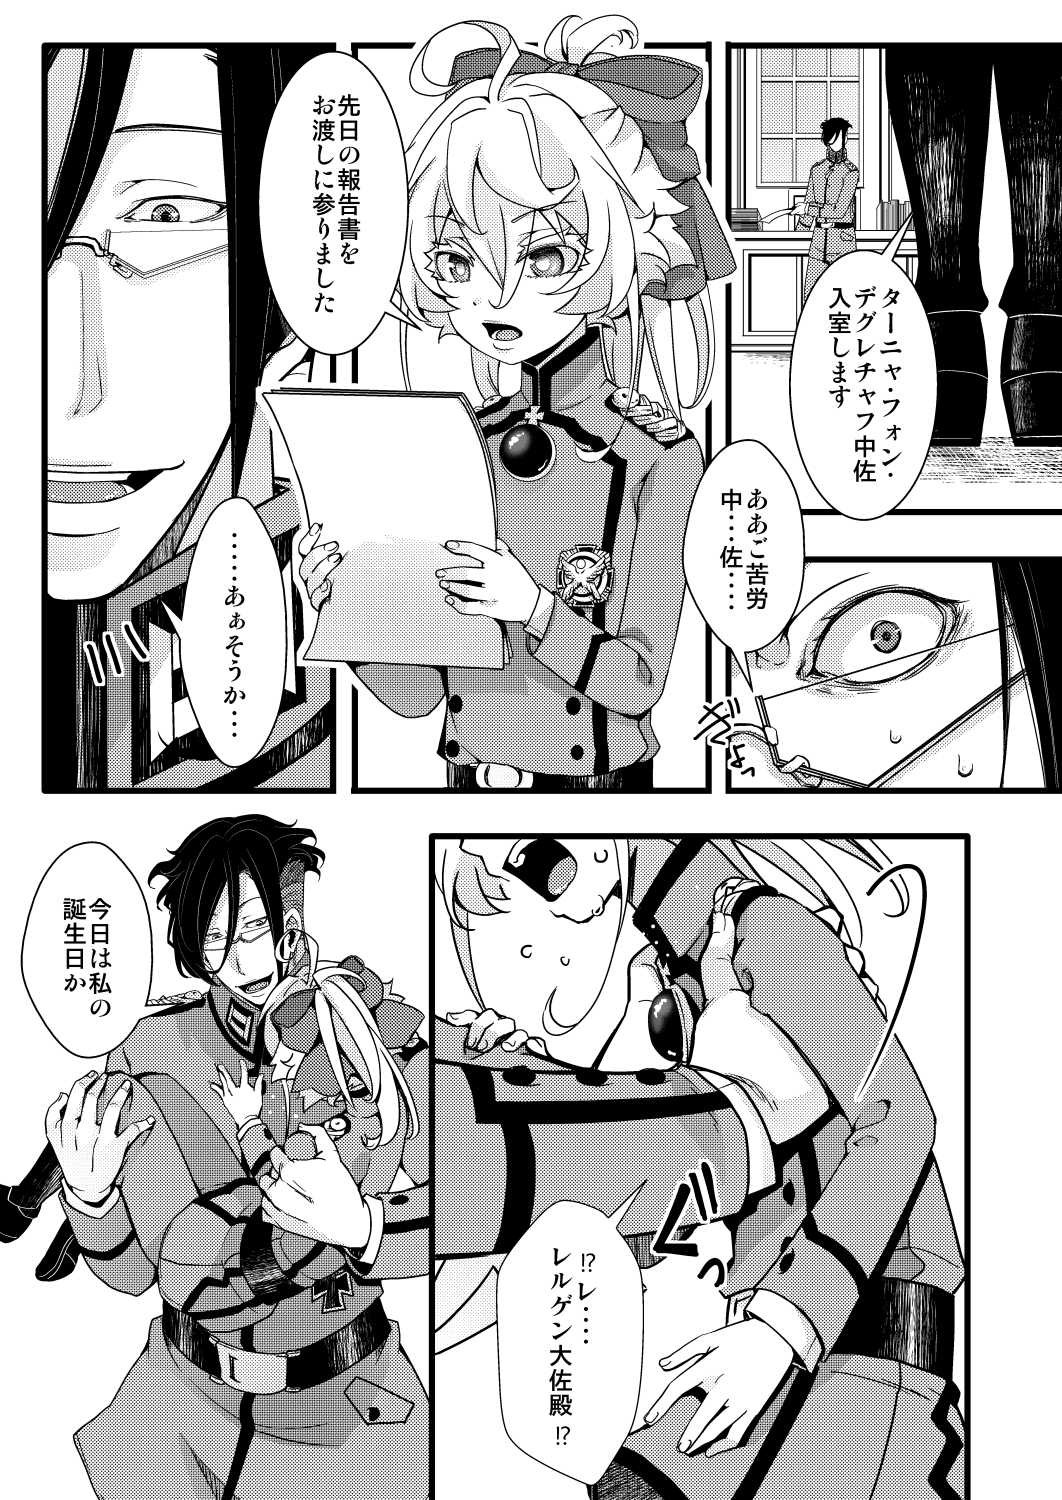 ターニャ・フォン・
デグレチャフ中佐
入室します
ああご苦労
中・・・佐・・・・
ぎょっ
先日の報告書を
お渡しに参りました
・・・・・あぁそうか・・・
⁉レ・・・・
レルゲン大佐殿⁉
ぐっ
今日は私の
誕生日か